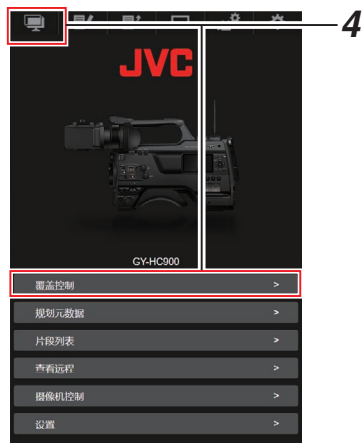 4
JVC
GY-HC900
覆盖控制 >
规划元数据 >
片段列表 >
查看远程 >
摄像机控制 >
设置 >